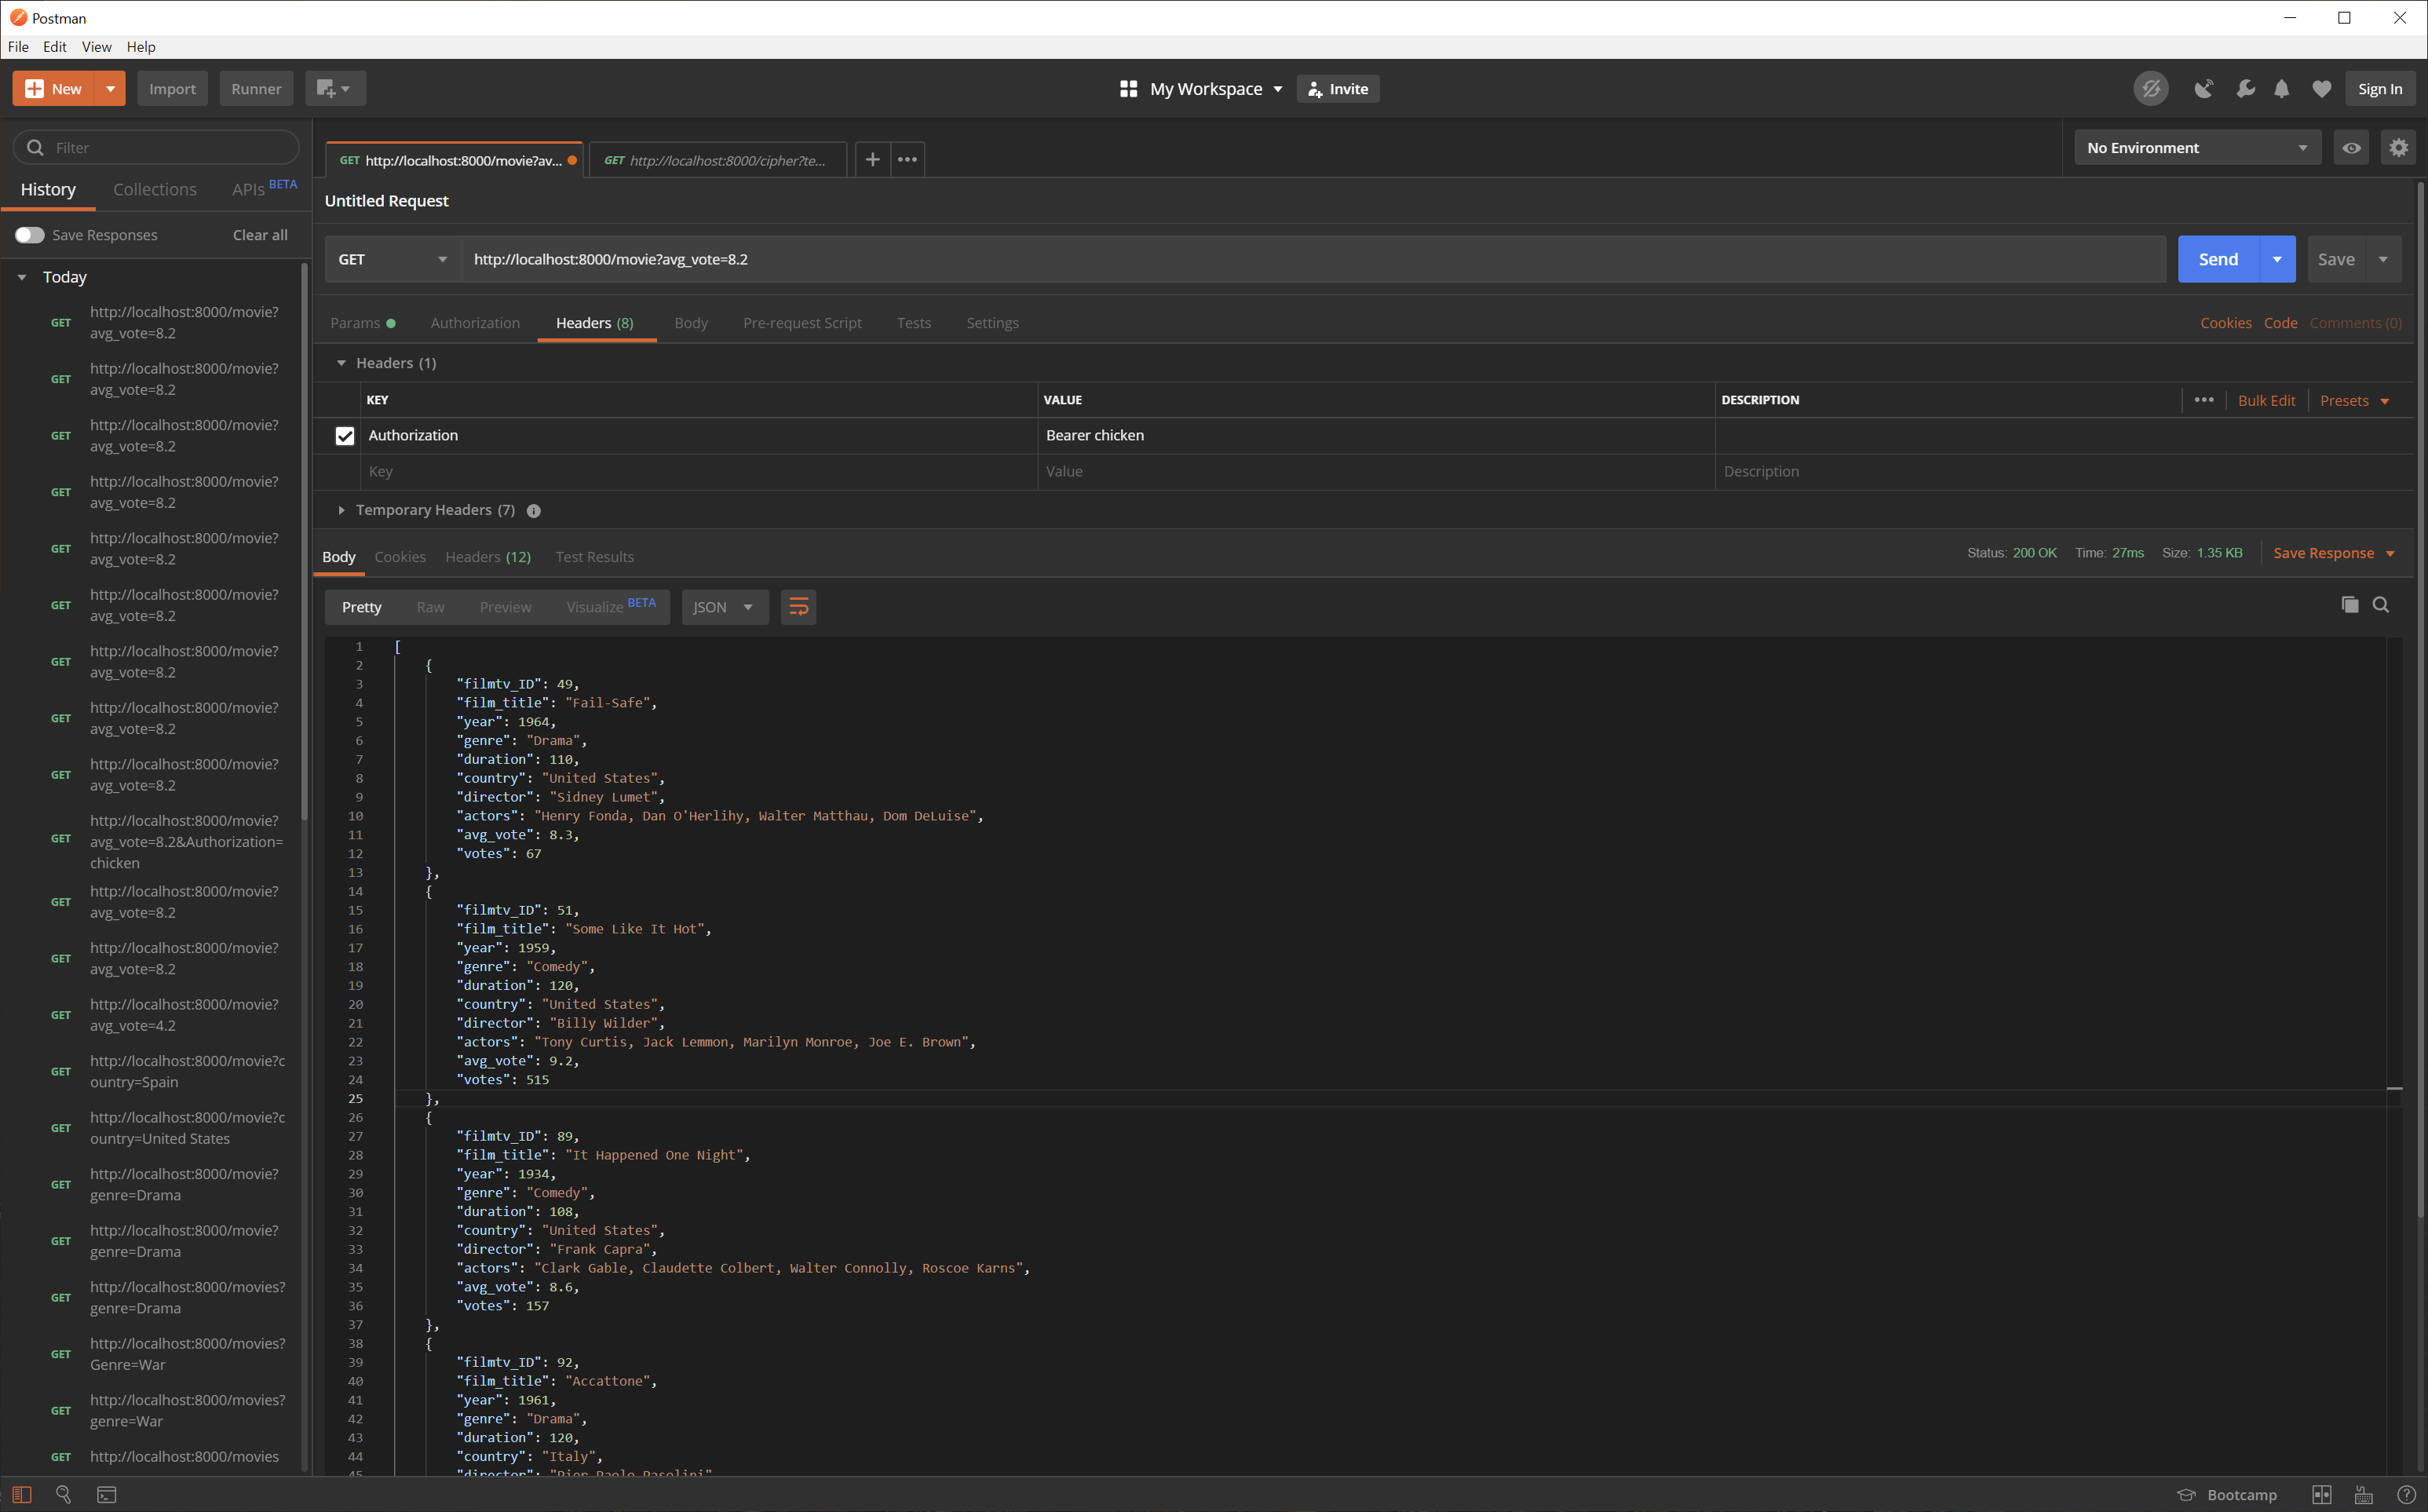 Postman
File Edit View Help
New Import Runner My Workspace Invite Sign In
Filter
History Collections APIs BETA
Save Responses Clear all
Today
GET http://localhost:8000/movie?
avg_vote=8.2
GET http://localhost:8000/movie?
avg_vote=8.2
GET http://localhost:8000/movie?
avg_vote=8.2
GET http://localhost:8000/movie?
avg_vote=8.2
GET http://localhost:8000/movie?
avg_vote=8.2
GET http://localhost:8000/movie?
avg_vote=8.2
GET http://localhost:8000/movie?
avg_vote=8.2
GET http://localhost:8000/movie?
avg_vote=8.2
GET http://localhost:8000/movie?
avg_vote=8.2
GET http://localhost:8000/movie?
avg_vote=8.2&Authorization=
chicken
GET http://localhost:8000/movie?
avg_vote=8.2
GET http://localhost:8000/movie?
avg_vote=8.2
GET http://localhost:8000/movie?
avg_vote=4.2
GET http://localhost:8000/movie?c
ountry=Spain
GET http://localhost:8000/movie?c
ountry=United States
GET http://localhost:8000/movie?
genre=Drama
GET http://localhost:8000/movie?
genre=Drama
GET http://localhost:8000/movies?
genre=Drama
GET http://localhost:8000/movies?
Genre=War
GET http://localhost:8000/movies?
genre=War
GET http://localhost:8000/movies
GET http://localhost:8000/movie?av... GET http://localhost:8000/cipher?te... No Environment
Untitled Request
GET http://localhost:8000/movie?avg_vote=8.2 Send Save
Params Authorization Headers (8) Body Pre-request Script Tests Settings Cookies Code Comments (0)
Headers (1)
KEY VALUE DESCRIPTION Bulk Edit Presets
Authorization Bearer chicken
Key Value Description
Temporary Headers (7)
Body Cookies Headers (12) Test Results Status: 200 OK Time: 27ms Size: 1.35 KB Save Response
Pretty Raw Preview Visualize BETA JSON
1 [
2 {
3 "filmtv_ID": 49,
4 "film_title": "Fail-Safe",
5 "year": 1964,
6 "genre": "Drama",
7 "duration": 110,
8 "country": "United States",
9 "director": "Sidney Lumet",
10 "actors": "Henry Fonda, Dan O'Herlihy, Walter Matthau, Dom DeLuise",
11 "avg_vote": 8.3,
12 "votes": 67
13 },
14 {
15 "filmtv_ID": 51,
16 "film_title": "Some Like It Hot",
17 "year": 1959,
18 "genre": "Comedy",
19 "duration": 120,
20 "country": "United States",
21 "director": "Billy Wilder",
22 "actors": "Tony Curtis, Jack Lemmon, Marilyn Monroe, Joe E. Brown",
23 "avg_vote": 9.2,
24 "votes": 515
25 },
26 {
27 "filmtv_ID": 89,
28 "film_title": "It Happened One Night",
29 "year": 1934,
30 "genre": "Comedy",
31 "duration": 108,
32 "country": "United States",
33 "director": "Frank Capra",
34 "actors": "Clark Gable, Claudette Colbert, Walter Connolly, Roscoe Karns",
35 "avg_vote": 8.6,
36 "votes": 157
37 },
38 {
39 "filmtv_ID": 92,
40 "film_title": "Accattone",
41 "year": 1961,
42 "genre": "Drama",
43 "duration": 120,
44 "country": "Italy",
45 "director": "Pier Paolo Pasolini"
Bootcamp